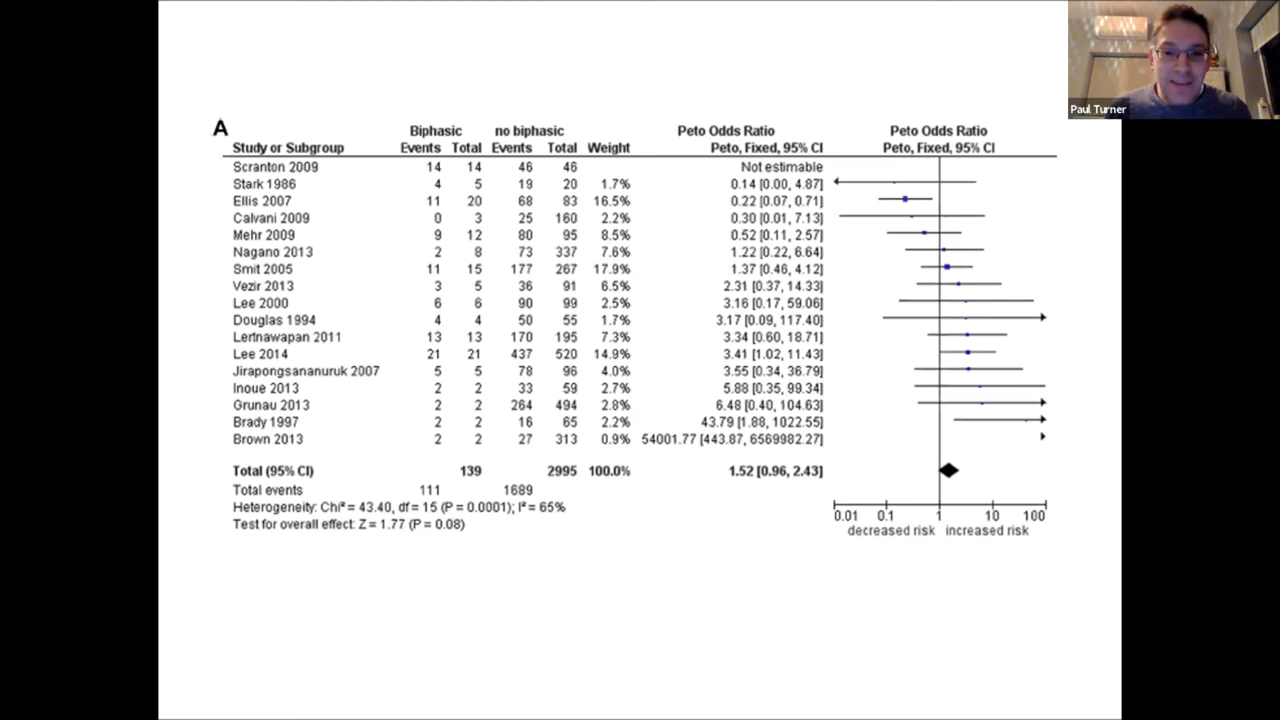 Paul Turner
A
Biphasic no biphasic Peto Odds Ratio Peto Odds Ratio
Study or Subgroup Events Total Events Total Weight Peto, Fixed, 95% CI Peto, Fixed, 95% CI
Scranton 2009 14 14 46 46 Not estimable
Stark 1986 4 5 19 20 1.7% 0.14 [0.00, 4.87]
Ellis 2007 11 20 68 83 16.5% 0.22 [0.07, 0.71]
Calvani 2009 0 3 25 160 2.2% 0.30 [0.01, 7.13]
Mehr 2009 9 12 80 95 8.5% 0.52 [0.11, 2.57]
Nagano 2013 2 8 73 337 7.6% 1.22 [0.22, 6.64]
Smit 2005 11 15 177 267 17.9% 1.37 [0.46, 4.12]
Vezir 2013 3 5 36 91 6.5% 2.31 [0.37, 14.33]
Lee 2000 6 6 90 99 2.5% 3.16 [0.17, 59.06]
Douglas 1994 4 4 50 55 1.7% 3.17 [0.09, 117.40]
Lertnawapan 2011 13 13 170 195 7.3% 3.34 [0.60, 18.71]
Lee 2014 21 21 437 520 14.9% 3.41 [1.02, 11.43]
Jirapongsananuruk 2007 5 5 78 96 4.0% 3.55 [0.34, 36.79]
Inoue 2013 2 2 33 59 2.7% 5.88 [0.35, 99.34]
Grunau 2013 2 2 264 494 2.8% 6.48 [0.40, 104.63]
Brady 1997 2 2 16 65 2.2% 43.79 [1.88, 1022.55]
Brown 2013 2 2 27 313 0.9% 54001.77 [443.87, 6569982.27]
Total (95% CI) 139 2995 100.0% 1.52 [0.96, 2.43]
Total events 111 1689
Heterogeneity: Chi² = 43.40, df = 15 (P = 0.0001); I² = 65%
Test for overall effect: Z = 1.77 (P = 0.08)
0.01 0.1 1 10 100
decreased risk increased risk